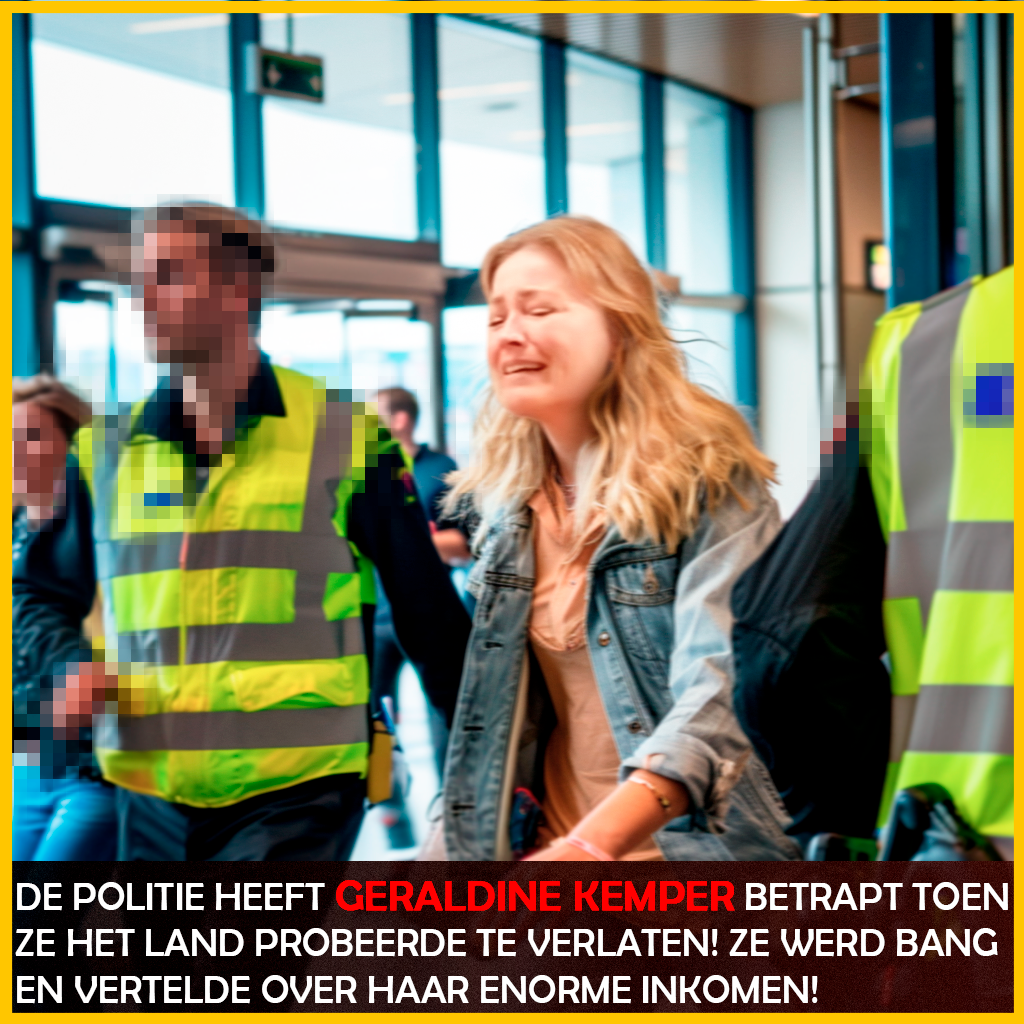 DE POLITIE HEEFT GERALDINE KEMPER BETRAPT TOEN
ZE HET LAND PROBEERDE TE VERLATEN! ZE WERD BANG
EN VERTELDE OVER HAAR ENORME INKOMEN!